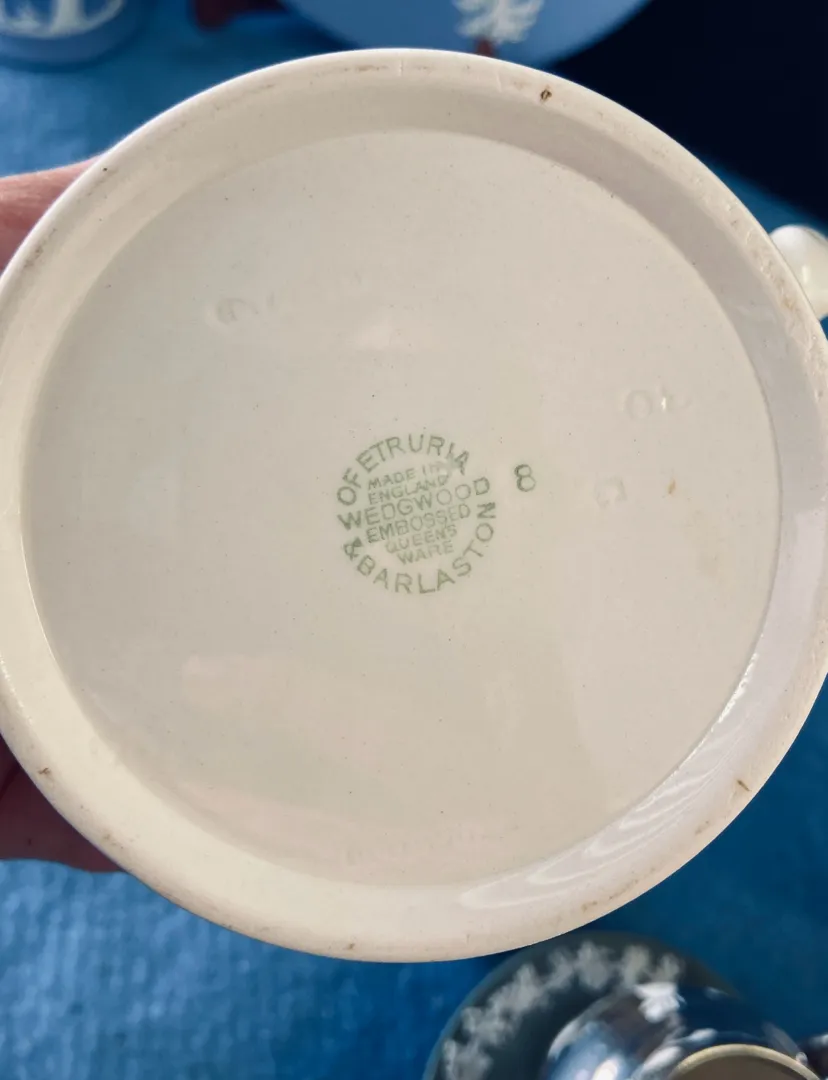 OF ETRURIA
MADE IN
ENGLAND
WEDGWOOD
EMBOSSED
QUEENS
WARE
& BARLASTON
8